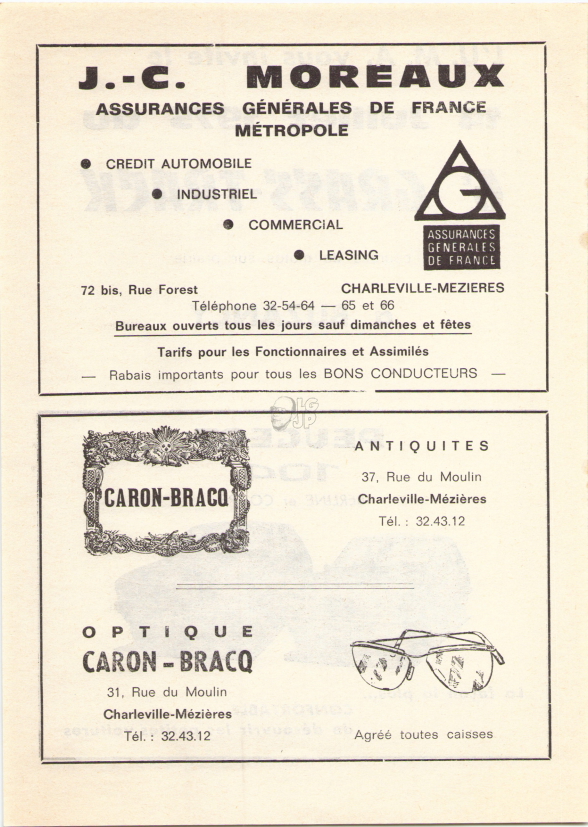 J.-C. MOREAUX
ASSURANCES GÉNÉRALES DE FRANCE
MÉTROPOLE
● CREDIT AUTOMOBILE
● INDUSTRIEL
● COMMERCIAL
● LEASING
ASSURANCES
GENERALES
DE FRANCE
72 bis, Rue Forest CHARLEVILLE-MEZIERES
Téléphone 32-54-64 — 65 et 66
Bureaux ouverts tous les jours sauf dimanches et fêtes
Tarifs pour les Fonctionnaires et Assimilés
— Rabais importants pour tous les BONS CONDUCTEURS —
LG
JP
CARON-BRACQ
ANTIQUITES
37, Rue du Moulin
Charleville-Mézières
Tél. : 32.43.12
OPTIQUE
CARON-BRACQ
31, Rue du Moulin
Charleville-Mézières
Tél. : 32.43.12
Agréé toutes caisses